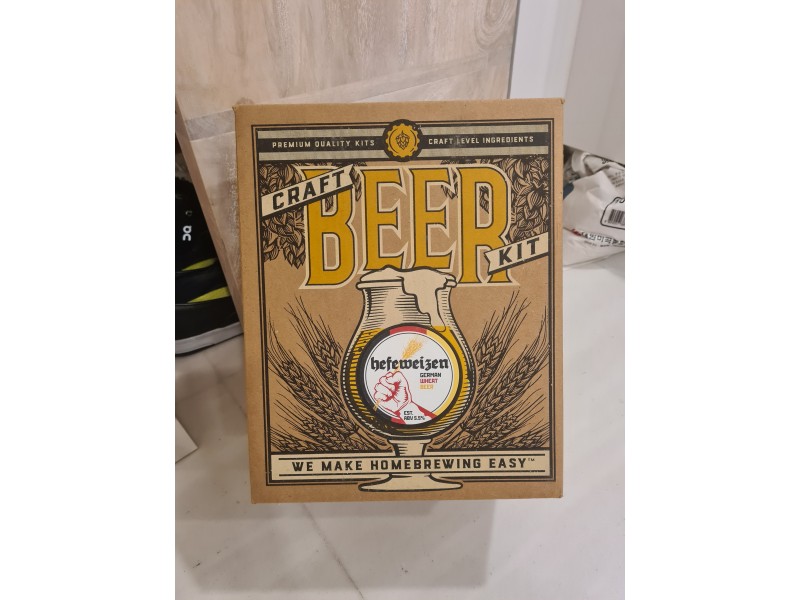 PREMIUM QUALITY KITS
CRAFT LEVEL INGREDIENTS
CRAFT
BEER
KIT
hefeweizen
GERMAN
WHEAT
BEER
EST.
ABV 5.0%
WE MAKE HOMEBREWING EASY™